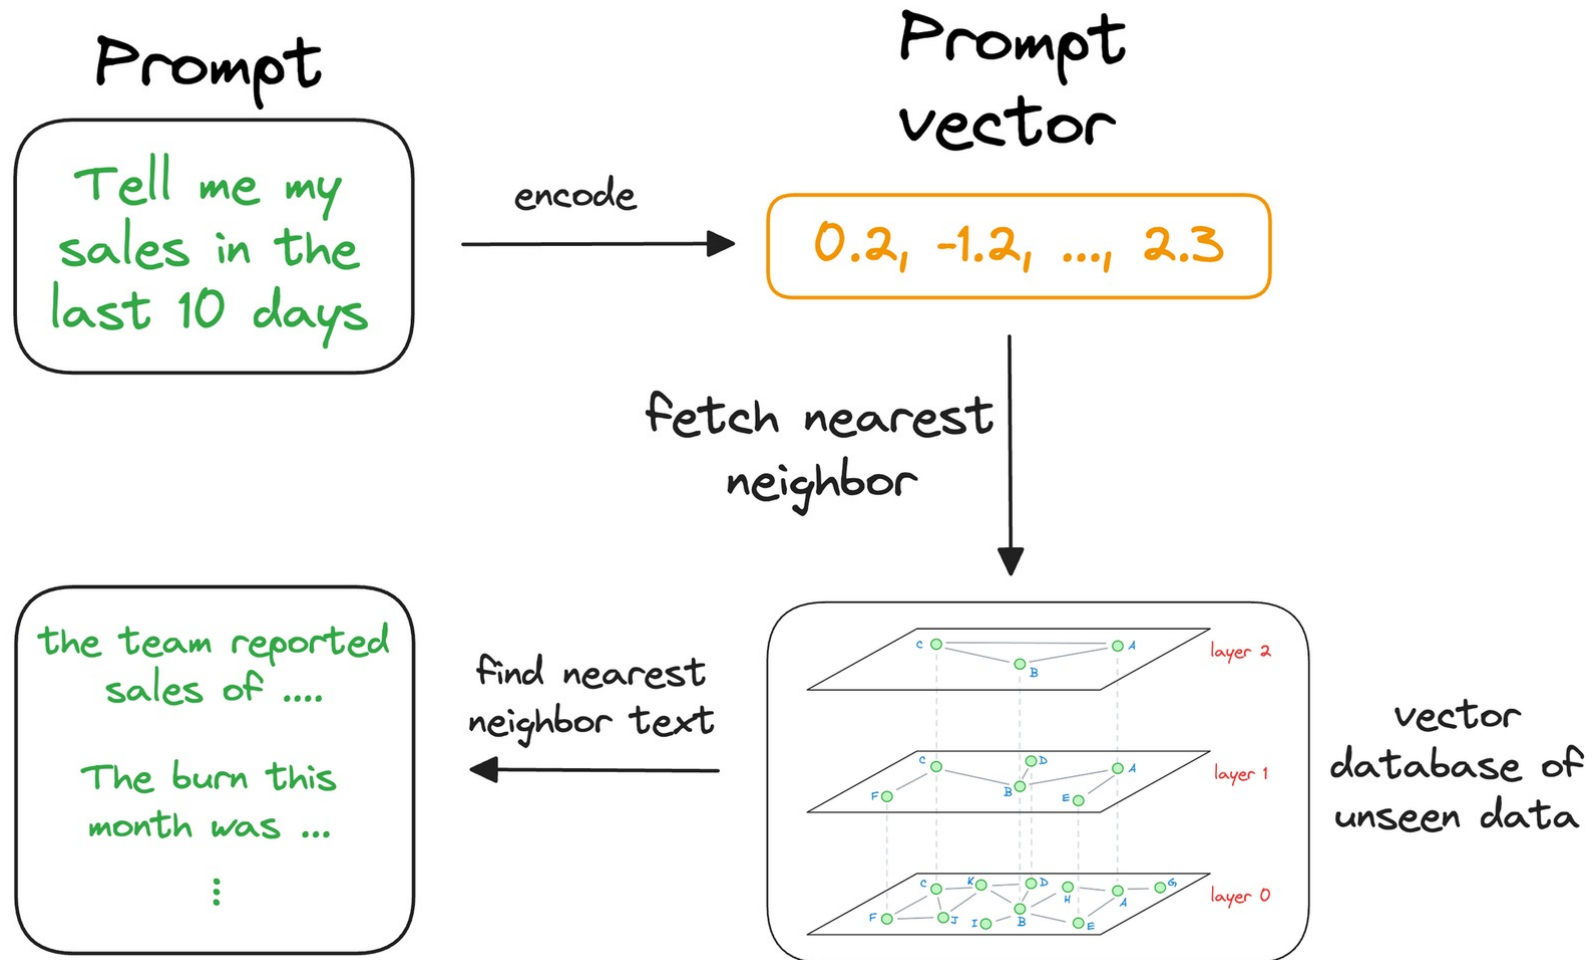 Prompt
Tell me my
sales in the
last 10 days
encode
Prompt
vector
0.2, -1.2, ..., 2.3
fetch nearest
neighbor
C
A
B
layer 2
C
D
A
B
F
E
layer 1
C
K
D
H
A
G
F
J
I
B
E
layer 0
vector
database of
unseen data
find nearest
neighbor text
the team reported
sales of ....
The burn this
month was ...